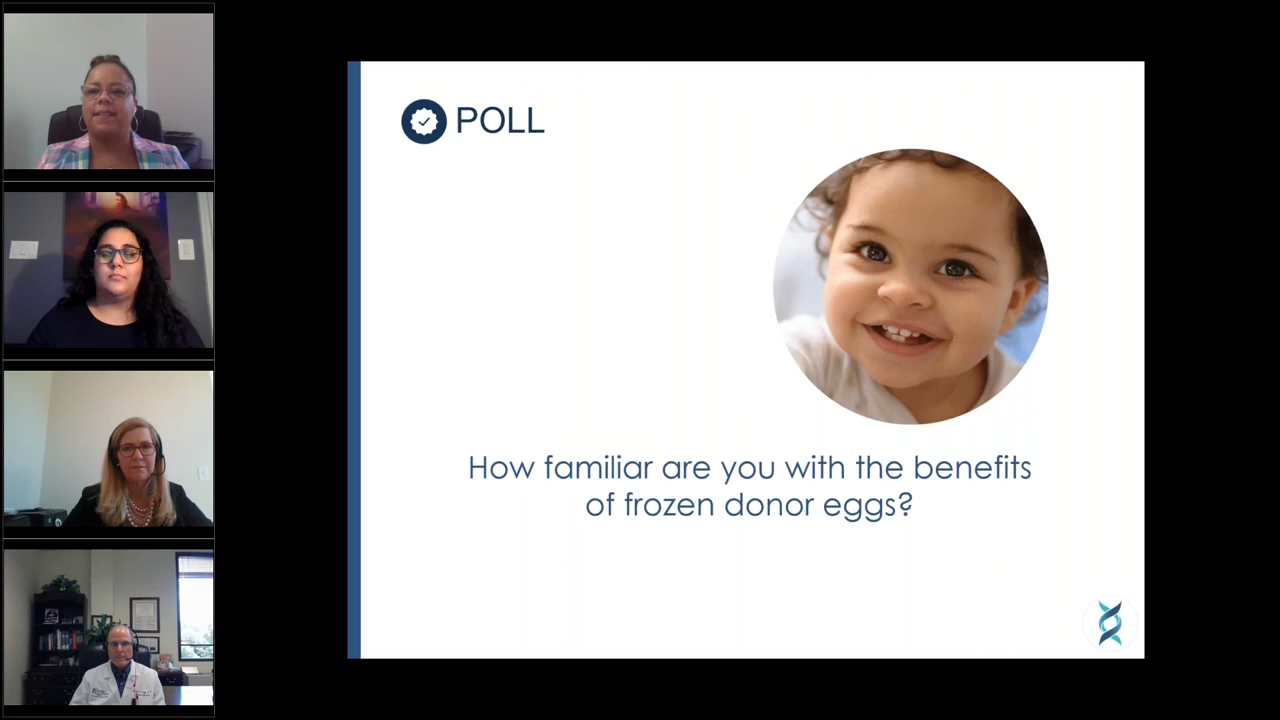 POLL
How familiar are you with the benefits
of frozen donor eggs?